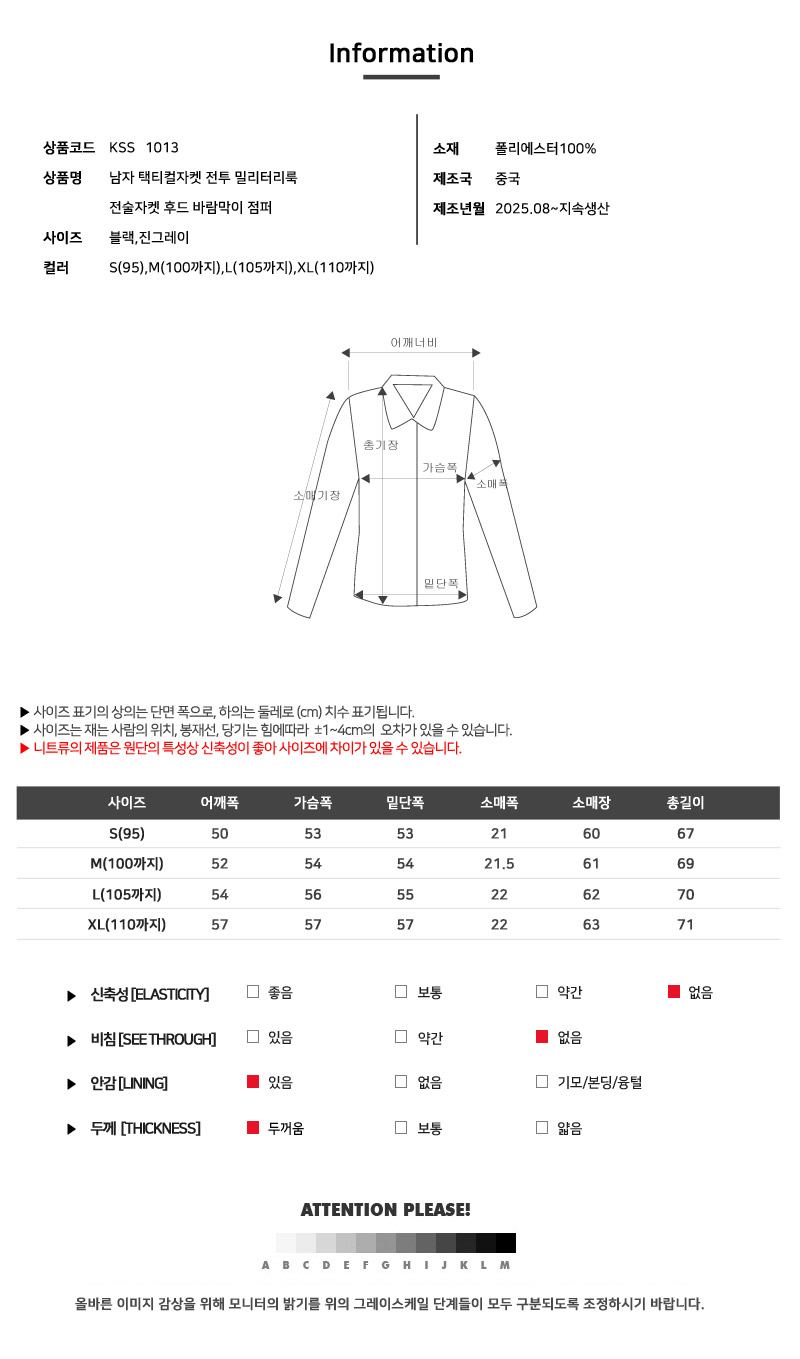 Information
상품코드 KSS 1013
상품명 남자 택티컬자켓 전투 밀리터리룩
전술자켓 후드 바람막이 점퍼
사이즈 블랙,진그레이
컬러 S(95),M(100까지),L(105까지),XL(110까지)
소재 폴리에스터100%
제조국 중국
제조년월 2025.08~지속생산
어깨너비
총기장
가슴폭
소매폭
소매기장
밑단폭
▶ 사이즈 표기의 상의는 단면 폭으로, 하의는 둘레로 (cm) 치수 표기됩니다.
▶ 사이즈는 재는 사람의 위치, 봉재선, 당기는 힘에따라 ±1~4cm의 오차가 있을 수 있습니다.
▶ 니트류의 제품은 원단의 특성상 신축성이 좋아 사이즈에 차이가 있을 수 있습니다.
사이즈 어깨폭 가슴폭 밑단폭 소매폭 소매장 총길이
S(95) 50 53 53 21 60 67
M(100까지) 52 54 54 21.5 61 69
L(105까지) 54 56 55 22 62 70
XL(110까지) 57 57 57 22 63 71
▶ 신축성 [ELASTICITY] □ 좋음 □ 보통 □ 약간 ■ 없음
▶ 비침 [SEE THROUGH] □ 있음 □ 약간 ■ 없음
▶ 안감 [LINING] ■ 있음 □ 없음 □ 기모/본딩/융털
▶ 두께 [THICKNESS] ■ 두꺼움 □ 보통 □ 얇음
ATTENTION PLEASE!
A B C D E F G H I J K L M
올바른 이미지 감상을 위해 모니터의 밝기를 위의 그레이스케일 단계들이 모두 구분되도록 조정하시기 바랍니다.